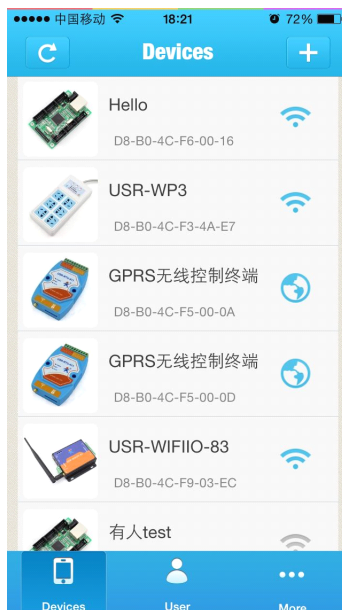 中国移动 18:21 72%
Devices
Hello
D8-B0-4C-F6-00-16
USR-WP3
D8-B0-4C-F3-4A-E7
GPRS无线控制终端
D8-B0-4C-F5-00-0A
GPRS无线控制终端
D8-B0-4C-F5-00-0D
USR-WIFIIO-83
D8-B0-4C-F9-03-EC
有人test
Devices User More